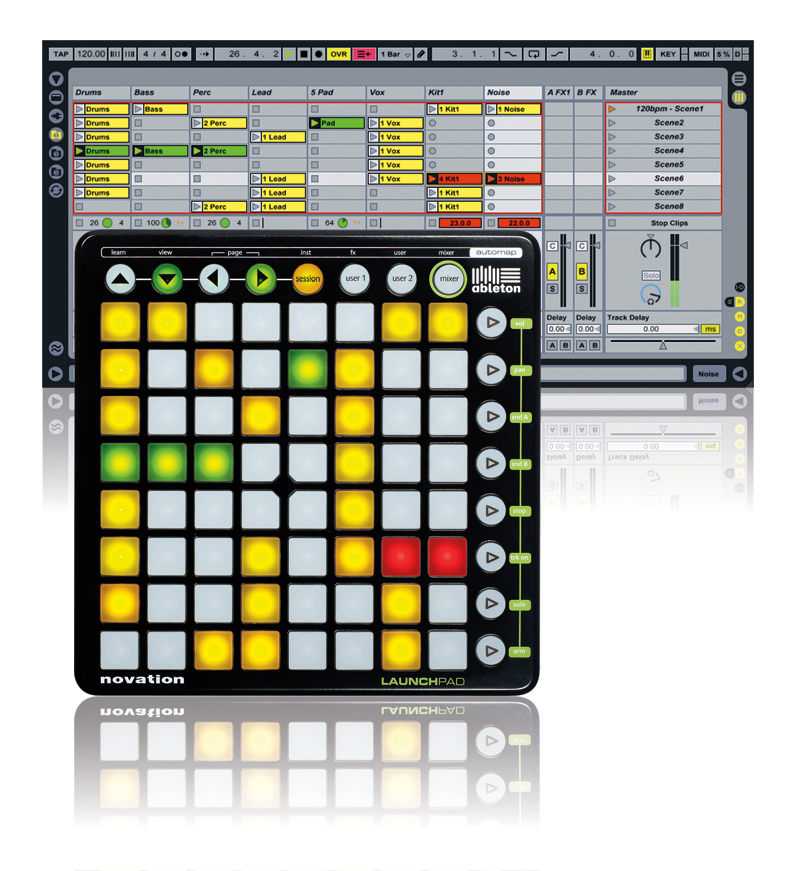 TAP 120.00 4 / 4 26 . 4 . 2 OVR 1 Bar 3 . 1 . 1 4 . 0 . 0 KEY MIDI 5 % D
Drums Bass Perc Lead 5 Pad Vox Kit1 Noise A FX1 B FX Master
Drums Bass 1 Kit1 1 Noise 120bpm - Scene1
Drums 2 Perc Pad 1 Vox Scene2
Drums 1 Lead 1 Vox Scene3
Drums Bass 2 Perc 1 Vox Scene4
Drums 1 Vox Scene5
Drums 1 Lead 1 Vox 4 Kit1 3 Noise Scene6
Drums 1 Lead 1 Kit1 Scene7
2 Perc 1 Lead 1 Kit1 Scene8
26 4 100 1+ 26 4 64 1+ 23.0.0 22.0.0 Stop Clips
C C
Solo
A B
S S
Delay Delay Track Delay
0.00 0.00 0.00 ms
A B A B
Noise
learn view page inst fx user mixer automap
session user 1 user 2 mixer ableton
vol
pan
snd A
snd B
stop
trk on
solo
arm
novation LAUNCHPAD